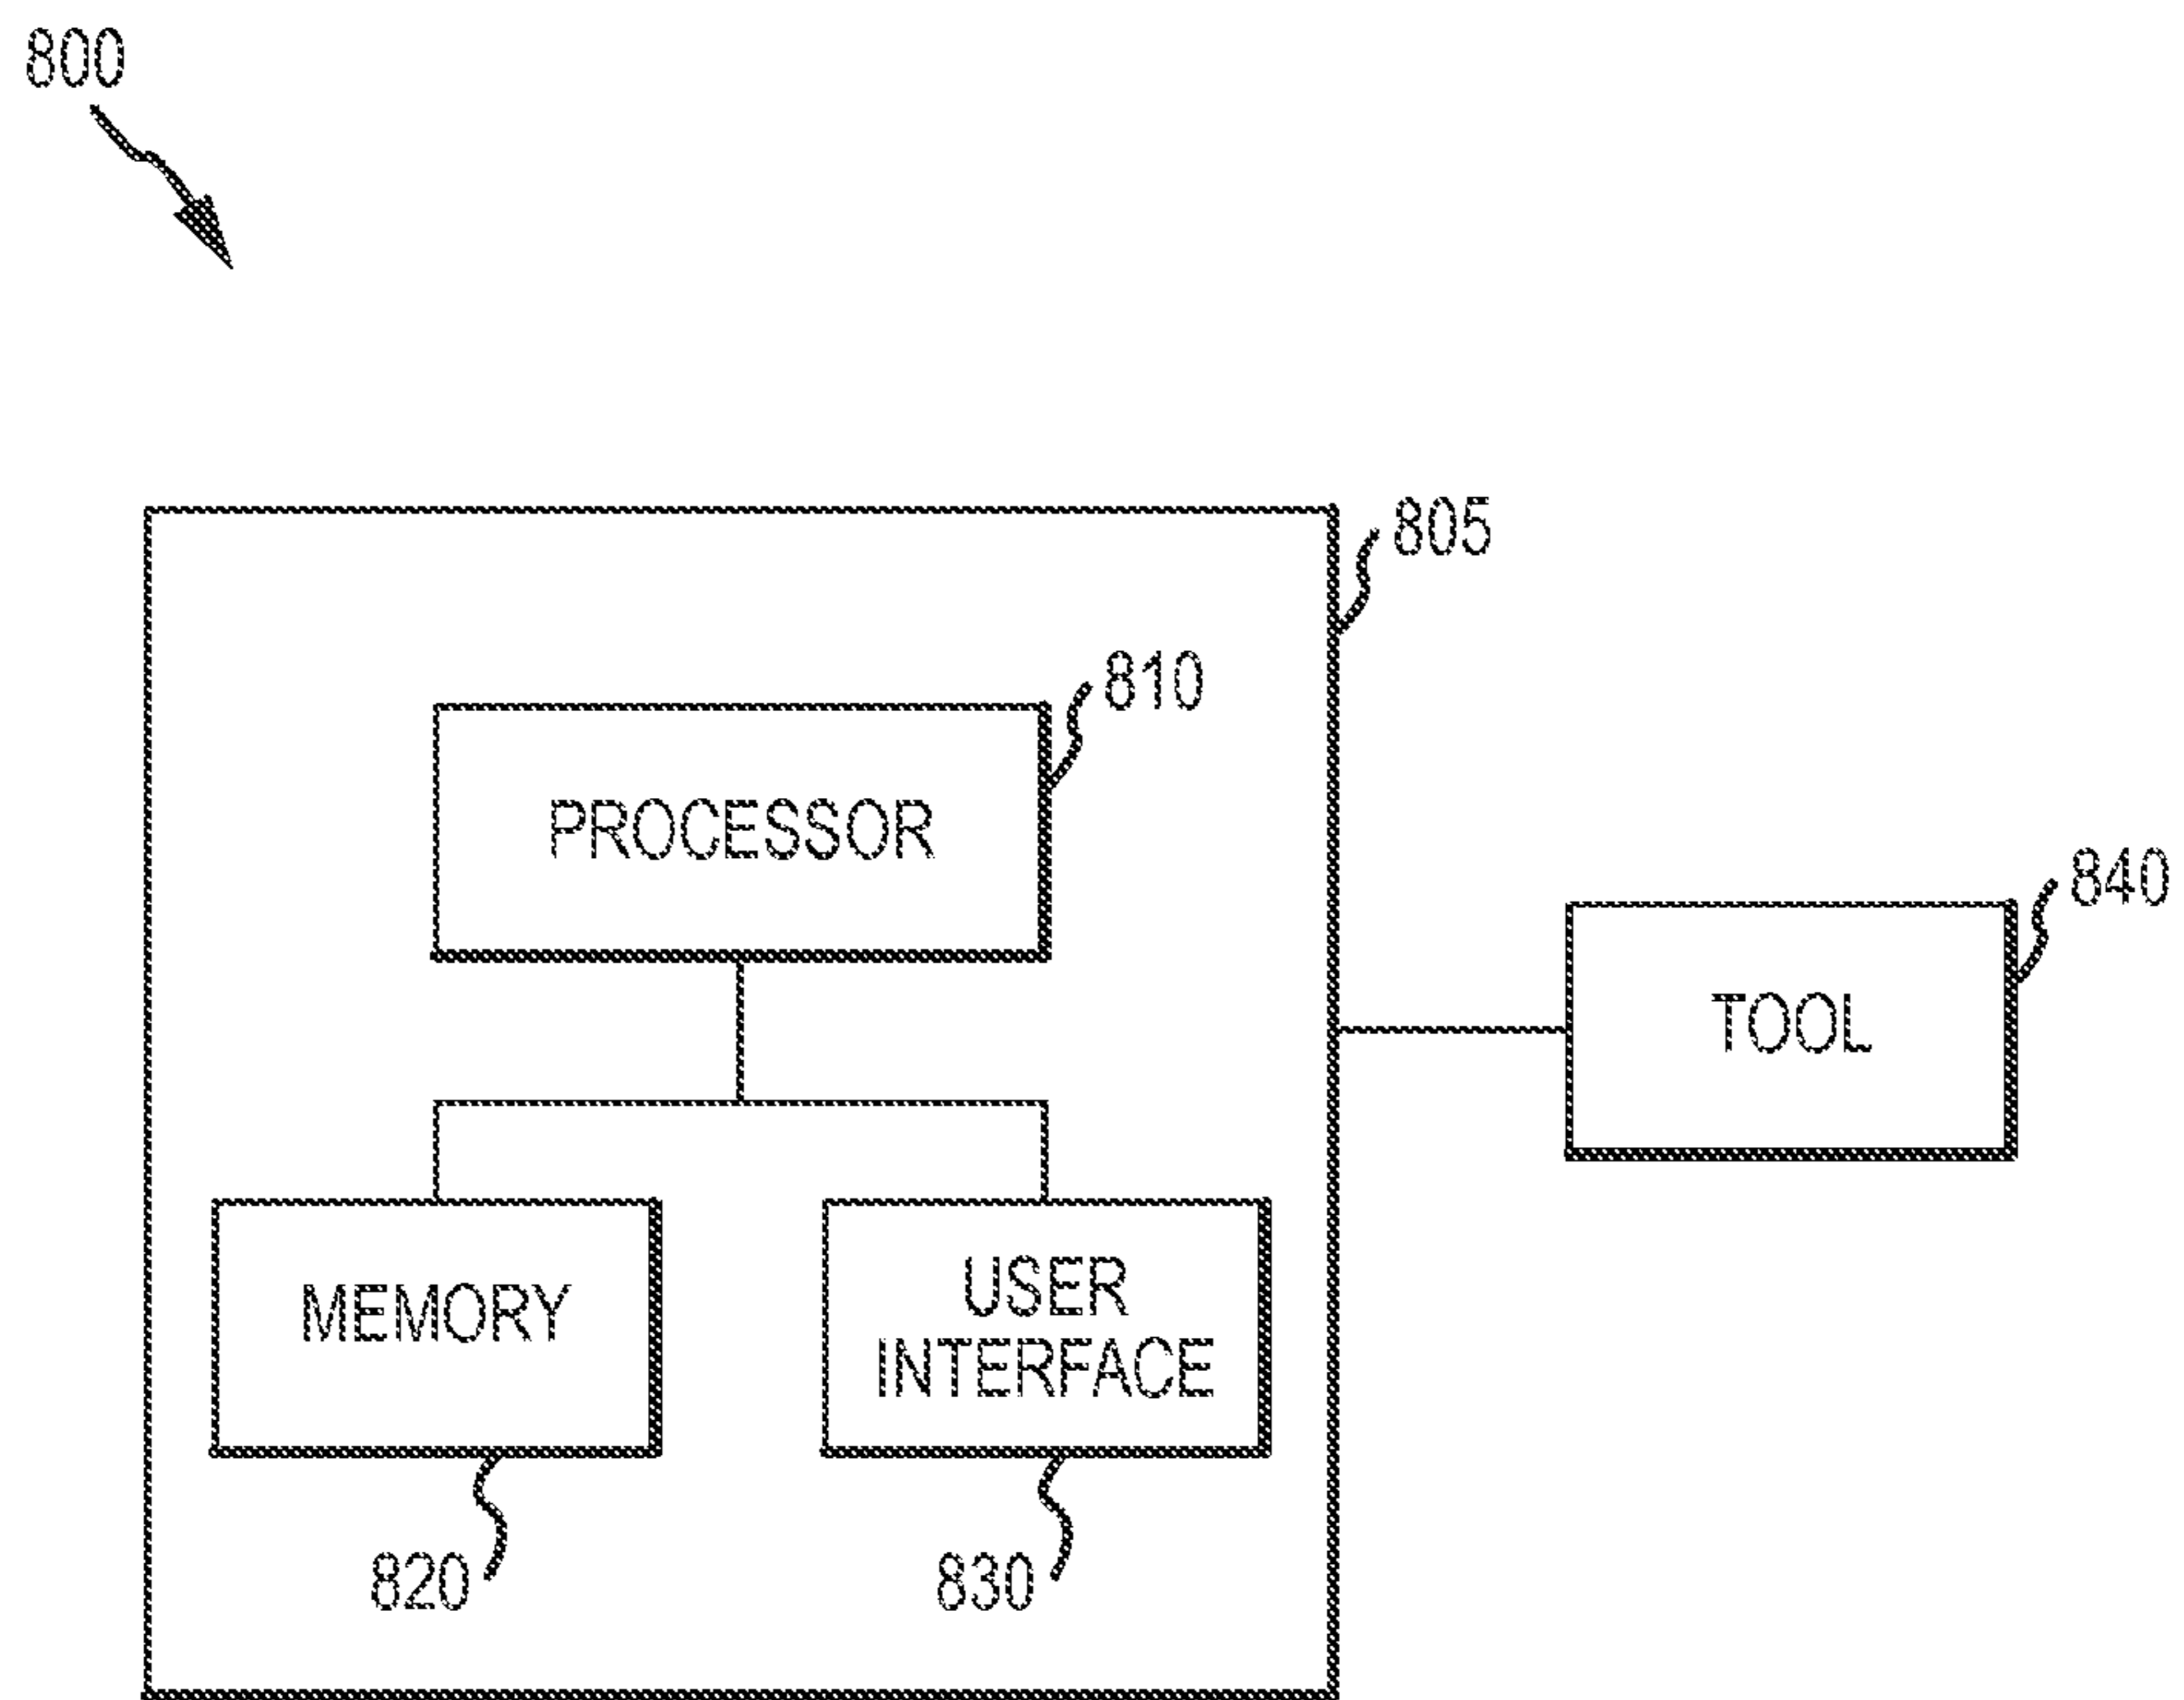 800
805
810
PROCESSOR
840
TOOL
MEMORY
USER
INTERFACE
820
830